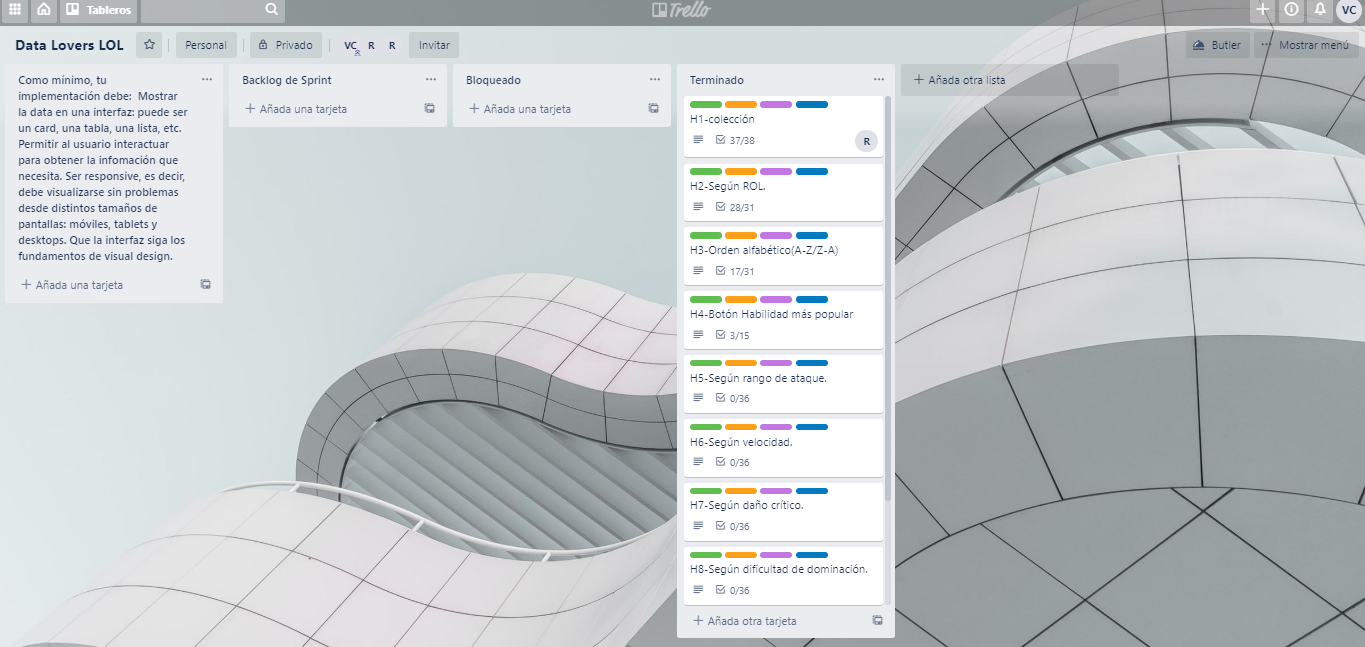 Tableros
Trello
VC
Data Lovers LOL
Personal
Privado
VC R R
Invitar
Butler
Mostrar menú
Como mínimo, tu
implementación debe: Mostrar
la data en una interfaz: puede ser
un card, una tabla, una lista, etc.
Permitir al usuario interactuar
para obtener la infomación que
necesita. Ser responsive, es decir,
debe visualizarse sin problemas
desde distintos tamaños de
pantallas: móviles, tablets y
desktops. Que la interfaz siga los
fundamentos de visual design.
+ Añada una tarjeta
Backlog de Sprint
+ Añada una tarjeta
Bloqueado
+ Añada una tarjeta
Terminado
H1-colección
37/38
R
H2-Según ROL.
28/31
H3-Orden alfabético(A-Z/Z-A)
17/31
H4-Botón Habilidad más popular
3/15
H5-Según rango de ataque.
0/36
H6-Según velocidad.
0/36
H7-Según daño crítico.
0/36
H8-Según dificultad de dominación.
0/36
+ Añada otra tarjeta
+ Añada otra lista